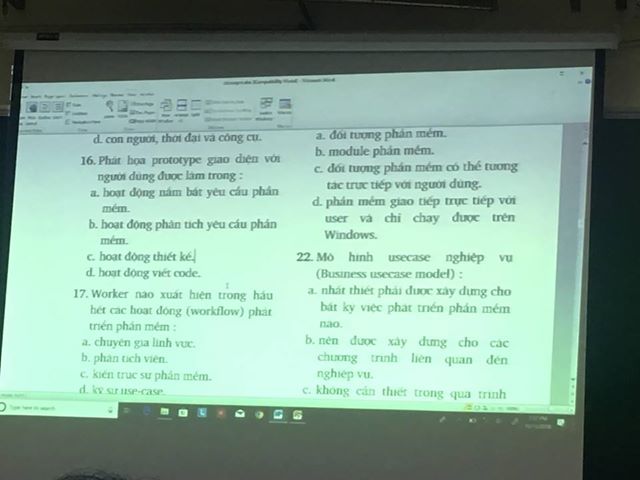 d. con người, thời đại và công cụ.
16. Phát họa prototype giao diện với
người dùng được làm trong :
a. hoạt động nắm bắt yêu cầu phần
mềm.
b. hoạt động phân tích yêu cầu phần
mềm.
c. hoạt động thiết kế.
d. hoạt động viết code.
17. Worker nào xuất hiện trong hầu
hết các hoạt động (workflow) phát
triển phần mềm :
a. chuyên gia lĩnh vực.
b. phân tích viên.
c. kiến trúc sư phần mềm.
d. kỹ sư use-case.
a. đối tượng phần mềm.
b. module phần mềm.
c. đối tượng phần mềm có thể tương
tác trực tiếp với người dùng.
d. phần mềm giao tiếp trực tiếp với
user và chỉ chạy được trên
Windows.
22. Mô hình usecase nghiệp vụ
(Business usecase model) :
a. nhất thiết phải được xây dựng cho
bất kỳ việc phát triển phần mềm
nào.
b. nên được xây dựng cho các
chương trình liên quan đến
nghiệp vụ.
c. không cần thiết trong quá trình
Type here to search